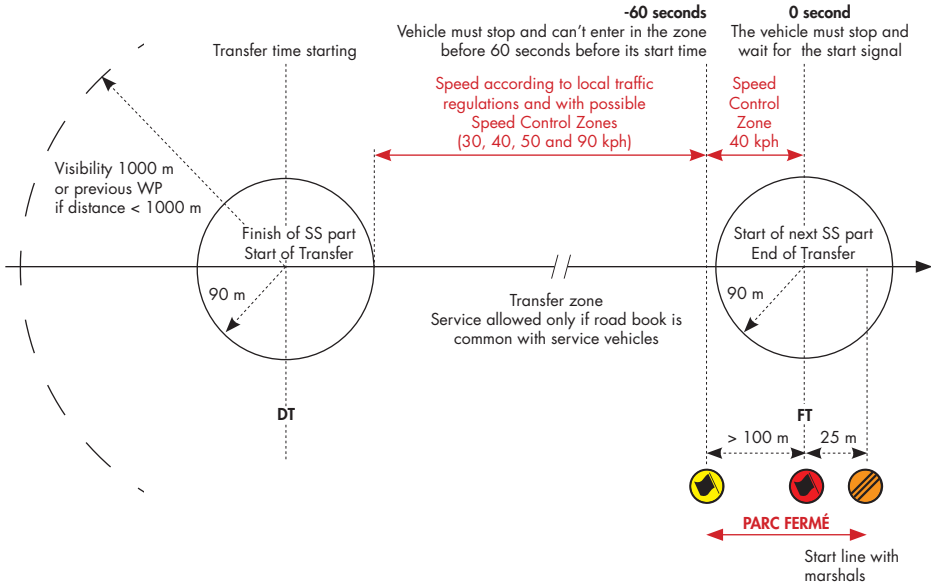 -60 seconds
Vehicle must stop and can't enter in the zone
before 60 seconds before its start time
0 second
The vehicle must stop and
wait for the start signal
Transfer time starting
Speed according to local traffic
regulations and with possible
Speed Control Zones
(30, 40, 50 and 90 kph)
Speed
Control
Zone
40 kph
Visibility 1000 m
or previous WP
if distance < 1000 m
Finish of SS part
Start of Transfer
90 m
Start of next SS part
End of Transfer
90 m
Transfer zone
Service allowed only if road book is
common with service vehicles
DT
FT
> 100 m
25 m
PARC FERMÉ
Start line with
marshals